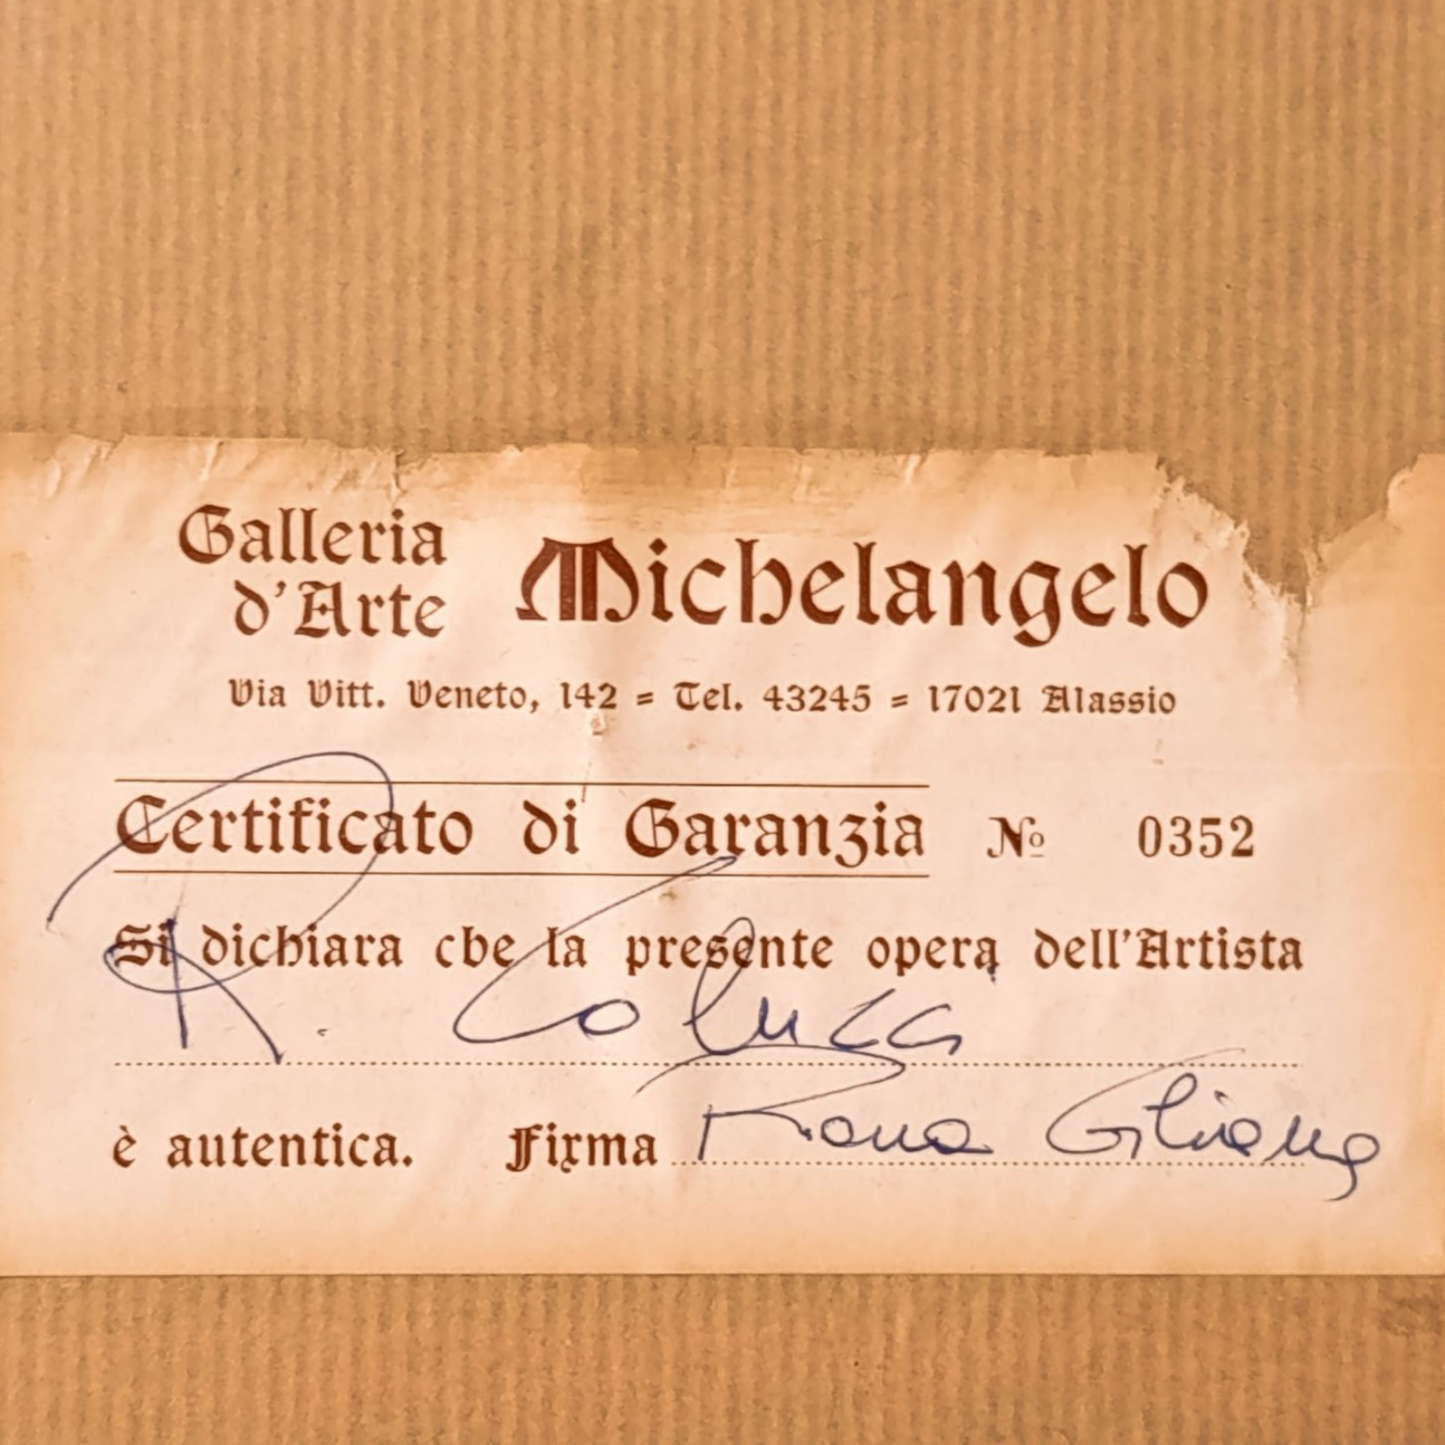 Galleria
d'Arte
Michelangelo
Via Vitt. Veneto, 142 = Tel. 43245 = 17021 Alassio
Certificato di Garanzia Nº 0352
Si dichiara che la presente opera dell'Artista
R. Colucci
è autentica. Firma